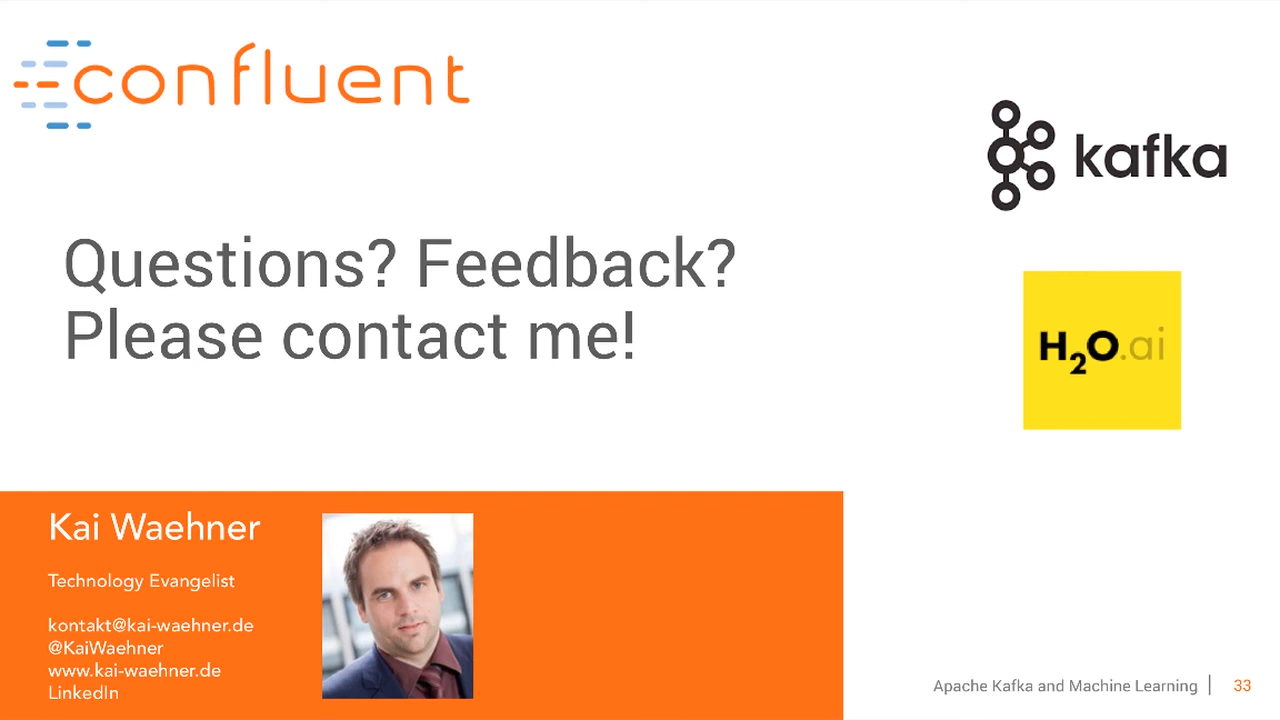 confluent
kafka
Questions? Feedback?
Please contact me!
H2O.ai
Kai Waehner
Technology Evangelist
kontakt@kai-waehner.de
@KaiWaehner
www.kai-waehner.de
LinkedIn
Apache Kafka and Machine Learning | 33